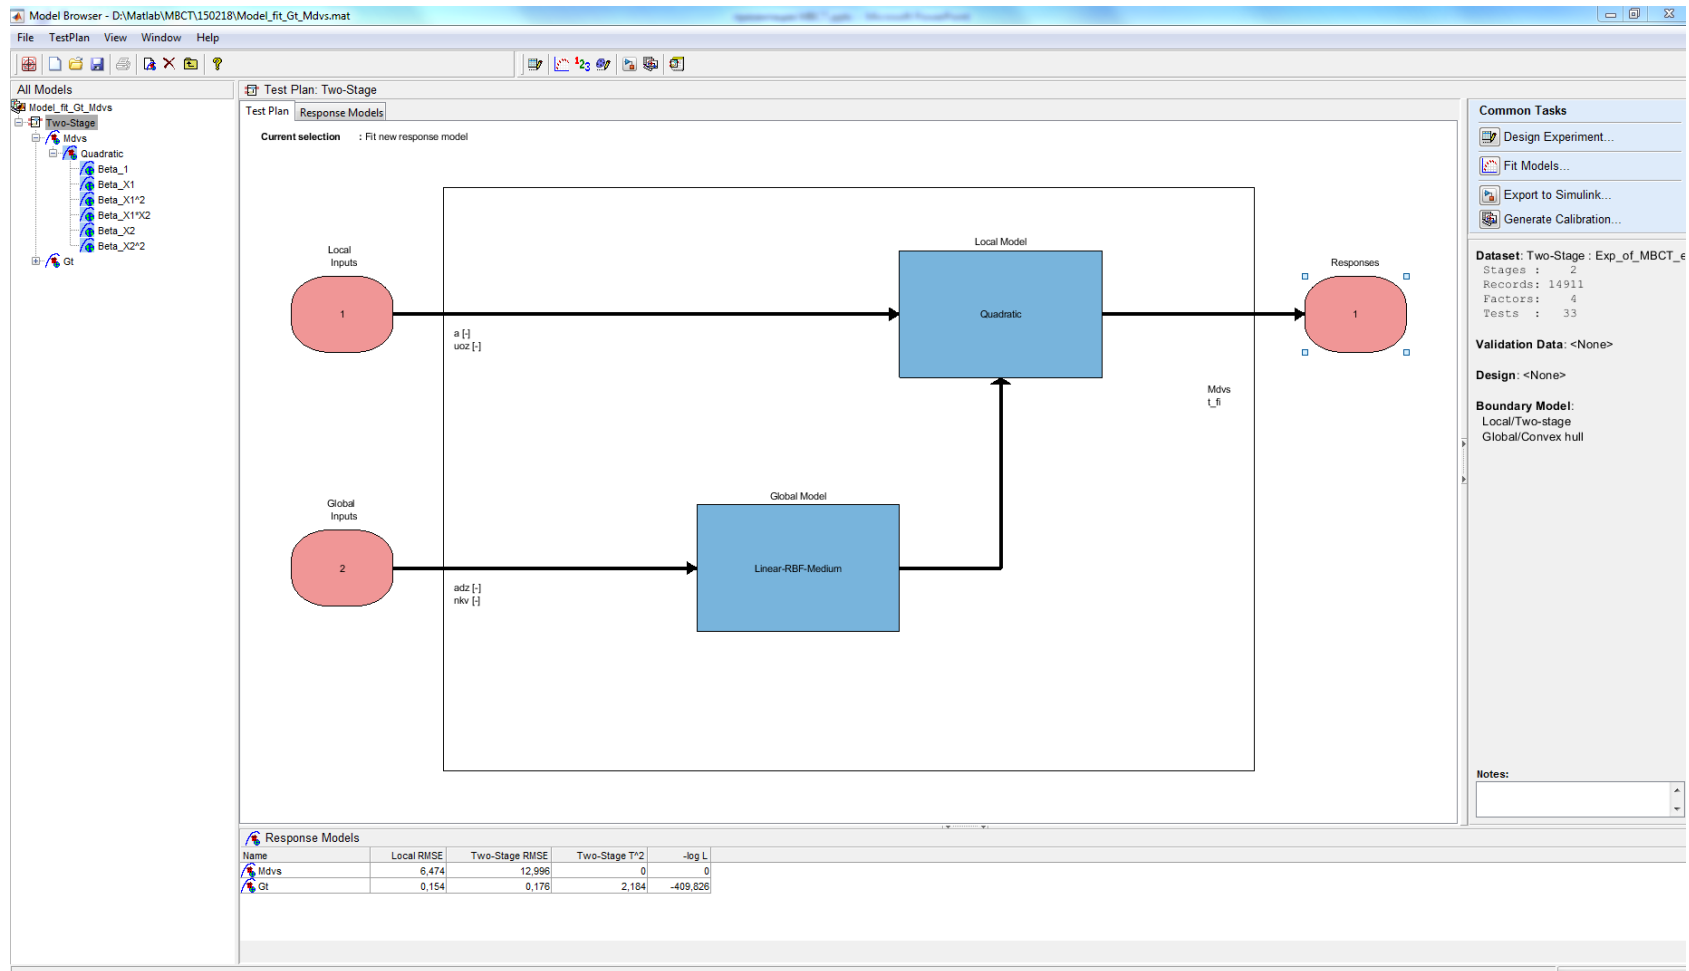 Model Browser - D:\Matlab\MBCT\150218\Model_fit_Gt_Mdvs.mat
File TestPlan View Window Help
All Models
Model_fit_Gt_Mdvs
Two-Stage
Mdvs
Quadratic
Beta_1
Beta_X1
Beta_X1^2
Beta_X1*X2
Beta_X2
Beta_X2^2
Gt
Test Plan: Two-Stage
Test Plan Response Models
Current selection : Fit new response model
Local
Inputs
1
a [-]
uoz [-]
Local Model
Quadratic
Responses
1
Mdvs
t_fi
Global
Inputs
2
adz [-]
nkv [-]
Global Model
Linear-RBF-Medium
Common Tasks
Design Experiment...
Fit Models...
Export to Simulink...
Generate Calibration...
Dataset: Two-Stage : Exp_of_MBCT_e
Stages : 2
Records: 14911
Factors: 4
Tests : 33
Validation Data: <None>
Design: <None>
Boundary Model:
Local/Two-stage
Global/Convex hull
Notes:
Response Models
Name Local RMSE Two-Stage RMSE Two-Stage T^2 -log L
Mdvs 6,474 12,996 0 0
Gt 0,154 0,176 2,184 -409,826